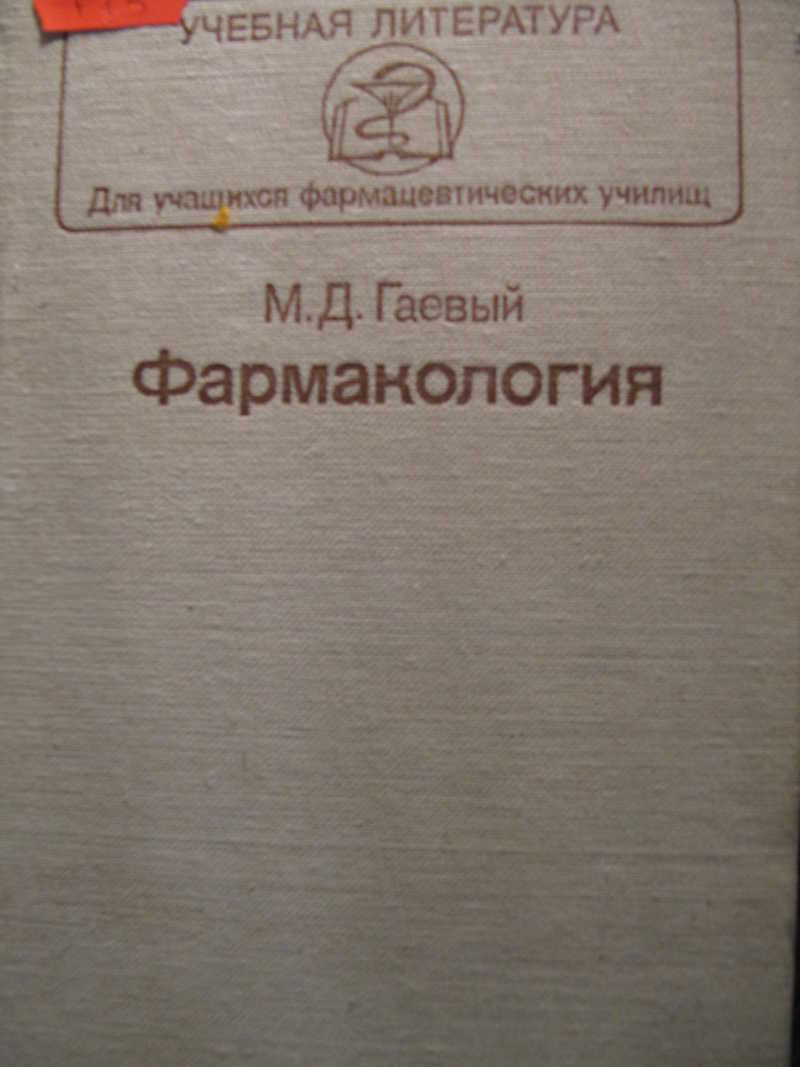 УЧЕБНАЯ ЛИТЕРАТУРА
Для учащихся фармацевтических училищ
М. Д. Гаевый
Фармакология